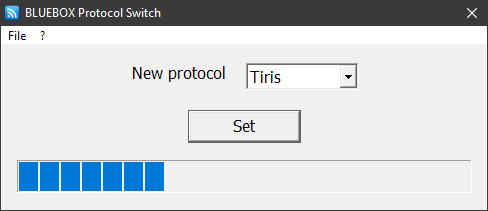 BLUEBOX Protocol Switch
File ?
New protocol Tiris
Set